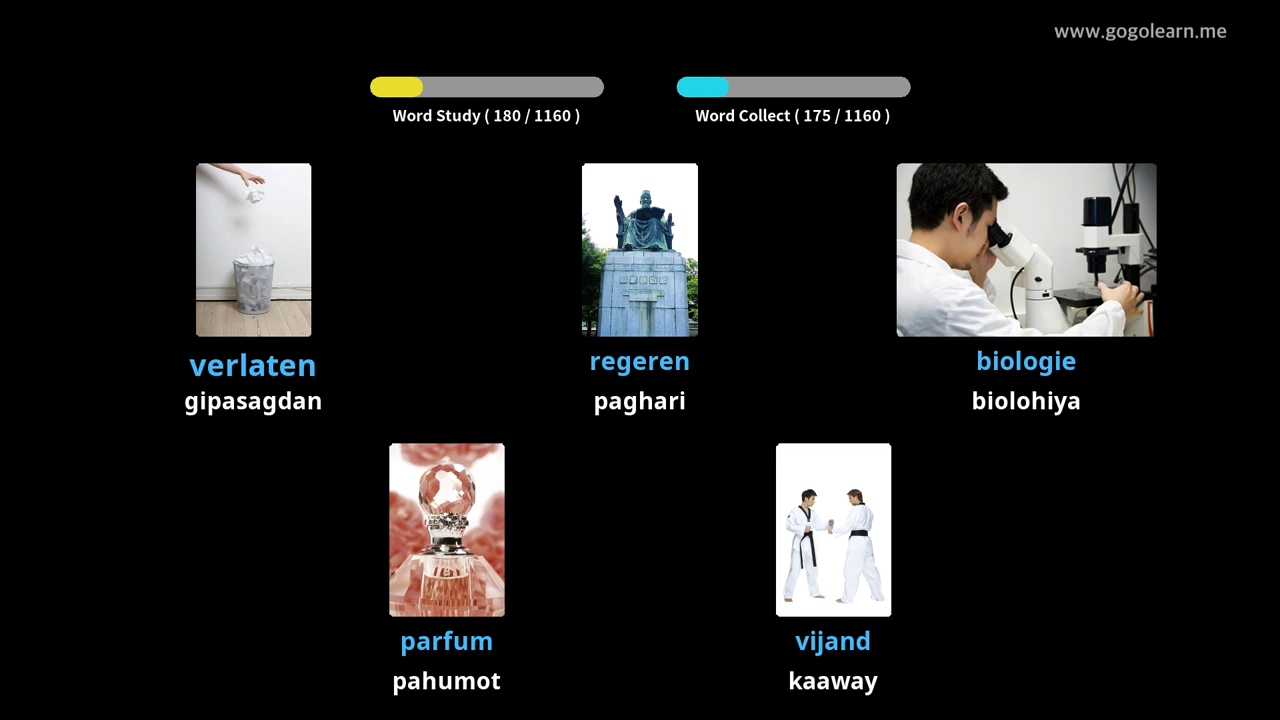 www.gogolearn.me
Word Study ( 180 / 1160 )
Word Collect ( 175 / 1160 )
verlaten
gipasagdan
regeren
paghari
biologie
biolohiya
parfum
pahumot
vijand
kaaway